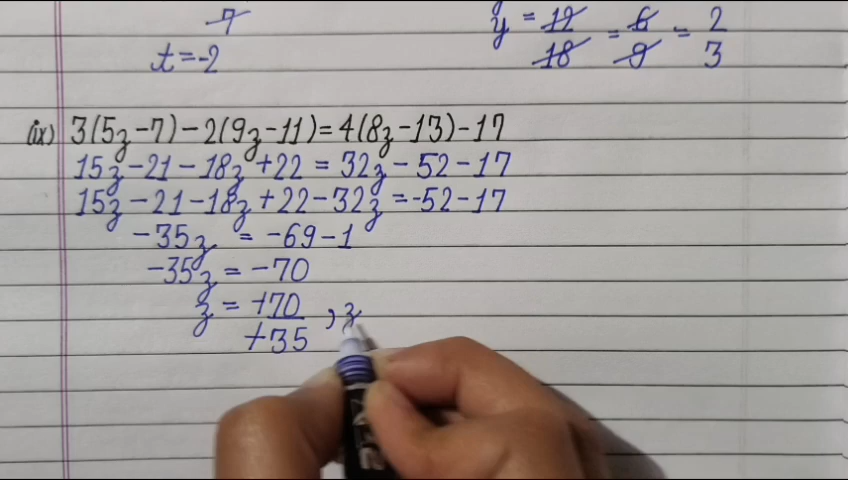 7
t = -2
y = 12/18 = 6/9 = 2/3
(ix) 3(5z-7)-2(9z-11)=4(8z-13)-17
15z-21-18z+22=32z-52-17
15z-21-18z+22-32z=-52-17
-35z = -69-1
-35z = -70
z = +70/+35 , z